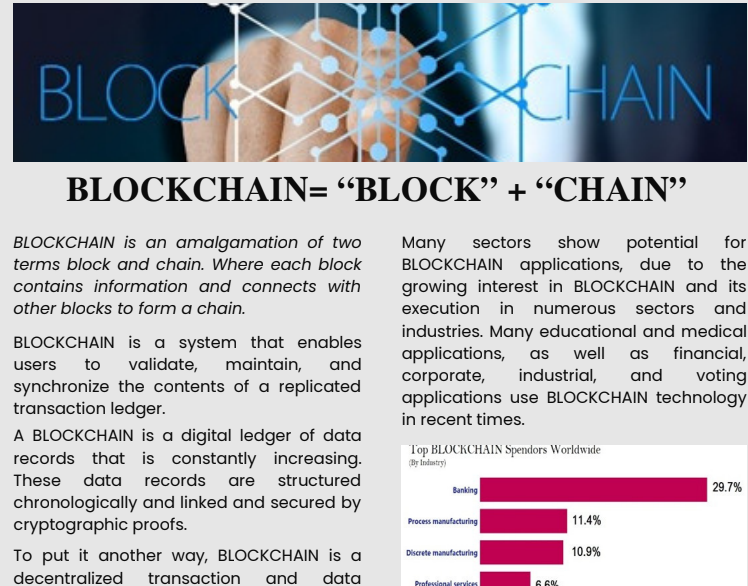 BLOCK CHAIN
BLOCKCHAIN= “BLOCK” + “CHAIN”
BLOCKCHAIN is an amalgamation of two
terms block and chain. Where each block
contains information and connects with
other blocks to form a chain.
BLOCKCHAIN is a system that enables
users to validate, maintain, and
synchronize the contents of a replicated
transaction ledger.
A BLOCKCHAIN is a digital ledger of data
records that is constantly increasing.
These data records are structured
chronologically and linked and secured by
cryptographic proofs.
To put it another way, BLOCKCHAIN is a
decentralized transaction and data
Many sectors show potential for
BLOCKCHAIN applications, due to the
growing interest in BLOCKCHAIN and its
execution in numerous sectors and
industries. Many educational and medical
applications, as well as financial,
corporate, industrial, and voting
applications use BLOCKCHAIN technology
in recent times.
Top BLOCKCHAIN Spendors Worldwide
(By Industry)
Banking 29.7%
Process manufacturing 11.4%
Discrete manufacturing 10.9%
Professional services 6.6%